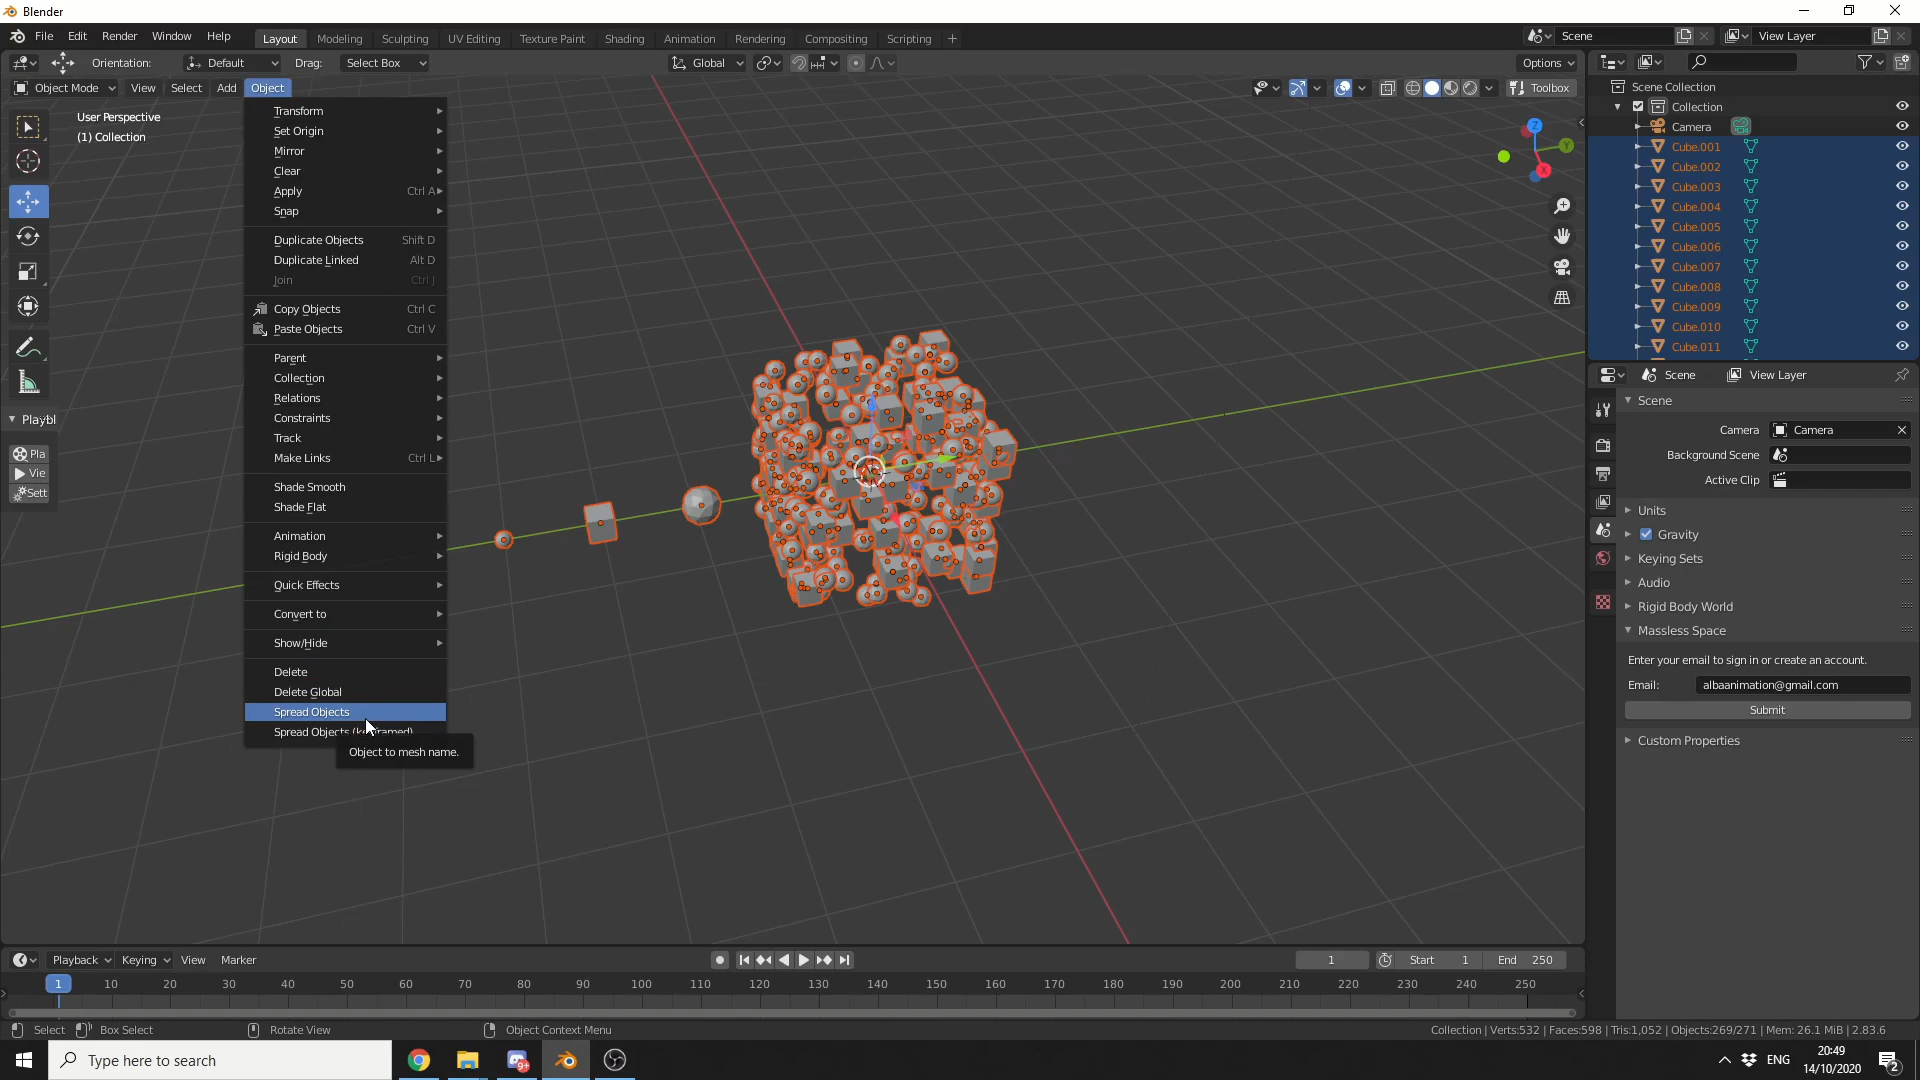 Blender
File Edit Render Window Help
Layout Modeling Sculpting UV Editing Texture Paint Shading Animation Rendering Compositing Scripting +
Scene
View Layer
Orientation: Default Drag: Select Box
Global
Options
Object Mode View Select Add Object
Toolbox
User Perspective
(1) Collection
Transform
Set Origin
Mirror
Clear
Apply Ctrl A
Snap
Duplicate Objects Shift D
Duplicate Linked Alt D
Join Ctrl J
Copy Objects Ctrl C
Paste Objects Ctrl V
Parent
Collection
Relations
Constraints
Track
Make Links Ctrl L
Shade Smooth
Shade Flat
Animation
Rigid Body
Quick Effects
Convert to
Show/Hide
Delete
Delete Global
Spread Objects
Spread Objects (keyframed)
Object to mesh name.
Playbl
Pla
Vie
Sett
Z
Y
X
Scene Collection
Collection
Camera
Cube.001
Cube.002
Cube.003
Cube.004
Cube.005
Cube.006
Cube.007
Cube.008
Cube.009
Cube.010
Cube.011
Scene View Layer
Scene
Camera Camera
Background Scene
Active Clip
Units
Gravity
Keying Sets
Audio
Rigid Body World
Massless Space
Enter your email to sign in or create an account.
Email: albaanimation@gmail.com
Submit
Custom Properties
Playback Keying View Marker
1 Start 1 End 250
1 10 20 30 40 50 60 70 80 90 100 110 120 130 140 150 160 170 180 190 200 210 220 230 240 250
Select Box Select Rotate View Object Context Menu
Collection | Verts:532 | Faces:598 | Tris:1,052 | Objects:269/271 | Mem: 26.1 MiB | 2.83.6
Type here to search
9+
ENG
20:49
14/10/2020
2